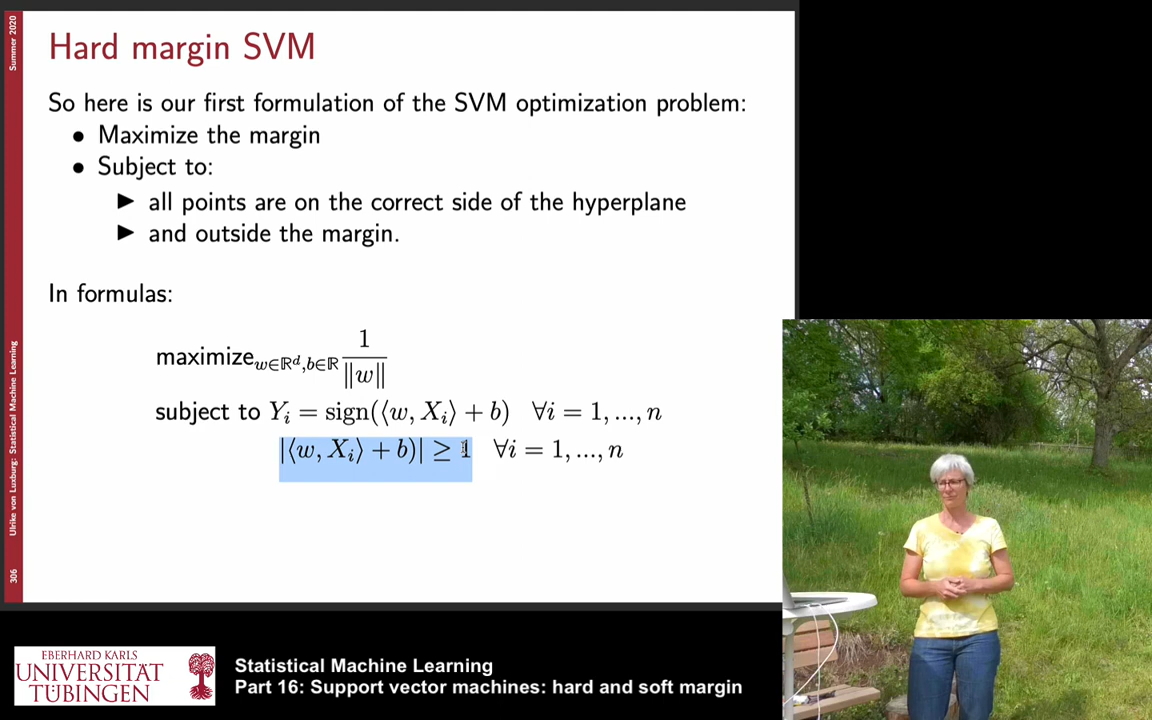 Summer 2020
Hard margin SVM
So here is our first formulation of the SVM optimization problem:
• Maximize the margin
• Subject to:
▶ all points are on the correct side of the hyperplane
▶ and outside the margin.
In formulas:
maximize_{w∈ℝ^d,b∈ℝ} 1/‖w‖
subject to Y_i = sign(⟨w, X_i⟩ + b) ∀i = 1, ..., n
|⟨w, X_i⟩ + b)| ≥ 1 ∀i = 1, ..., n
Ulrike von Luxburg: Statistical Machine Learning
306
EBERHARD KARLS
UNIVERSITÄT
TÜBINGEN
Statistical Machine Learning
Part 16: Support vector machines: hard and soft margin